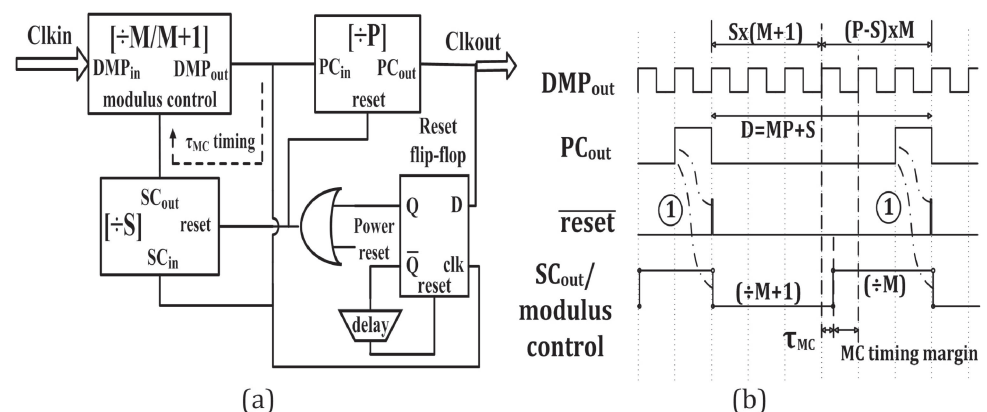 Clkin
[÷M/M+1]
DMPin DMPout
modulus control
[÷P]
PCin PCout
reset
Clkout
τMC timing
Reset
flip-flop
SCout
[÷S] reset
SCin
Q D
Power
reset
Q̅ clk
reset
delay
(a)
Sx(M+1) (P-S)xM
DMPout
D=MP+S
PCout
1 1
reset
SCout/
modulus
control
(÷M+1) (÷M)
τMC
MC timing margin
(b)